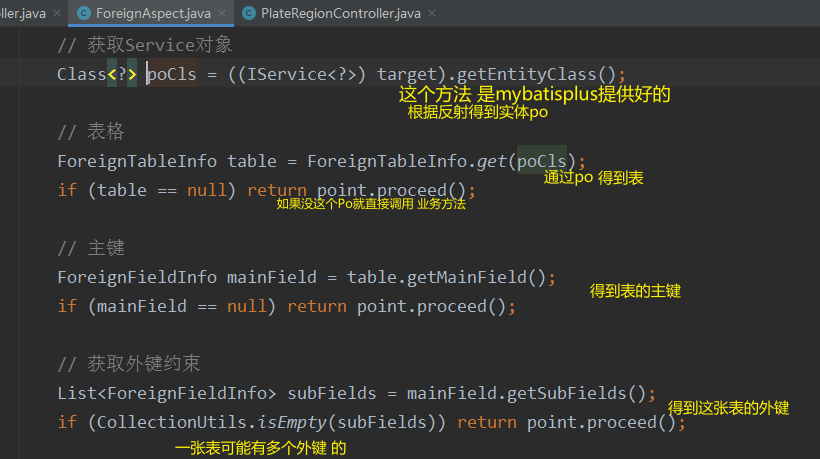 ller.java × ForeignAspect.java × PlateRegionController.java ×
// 获取Service对象
Class<?> poCls = ((IService<?>) target).getEntityClass();
这个方法 是mybatisplus提供好的
根据反射得到实体po
// 表格
ForeignTableInfo table = ForeignTableInfo.get(poCls);
通过po 得到表
if (table == null) return point.proceed();
如果没这个Po就直接调用 业务方法
// 主键
ForeignFieldInfo mainField = table.getMainField();
得到表的主键
if (mainField == null) return point.proceed();
// 获取外键约束
List<ForeignFieldInfo> subFields = mainField.getSubFields();
得到这张表的外键
if (CollectionUtils.isEmpty(subFields)) return point.proceed();
一张表可能有多个外键 的